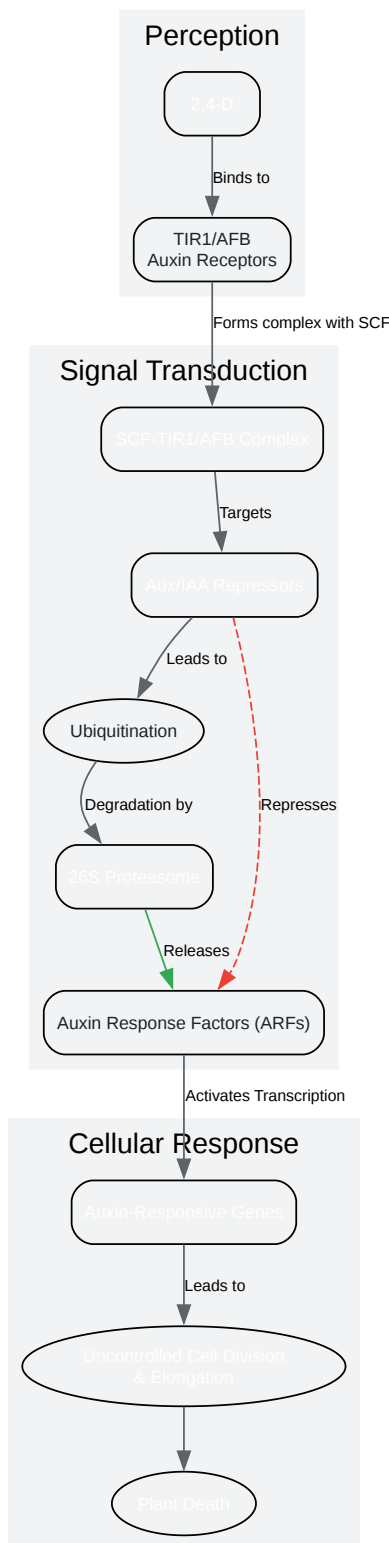 Perception
2,4-D
Binds to
TIR1/AFB
Auxin Receptors
Forms complex with SCF
Signal Transduction
SCF-TIR1/AFB Complex
Targets
Aux/IAA Repressors
Leads to
Ubiquitination
Degradation by
Represses
26S Proteasome
Releases
Auxin Response Factors (ARFs)
Activates Transcription
Cellular Response
Auxin-Responsive Genes
Leads to
Uncontrolled Cell Division
& Elongation
Plant Death